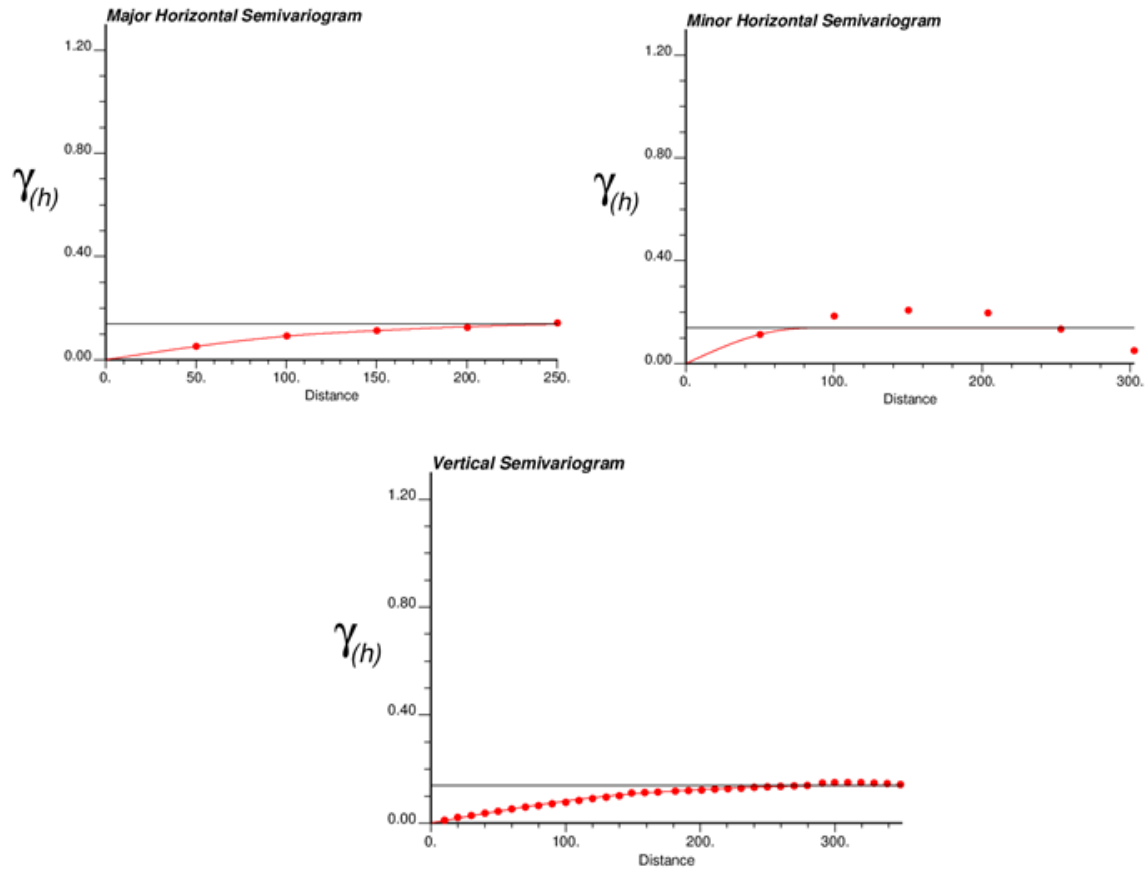 Major Horizontal Semivariogram
1.20
0.80
γ(h)
0.40
0.00
0. 50. 100. 150. 200. 250.
Distance
Minor Horizontal Semivariogram
1.20
0.80
γ(h)
0.40
0.00
0. 100. 200. 300.
Distance
Vertical Semivariogram
1.20
0.80
γ(h)
0.40
0.00
0. 100. 200. 300.
Distance